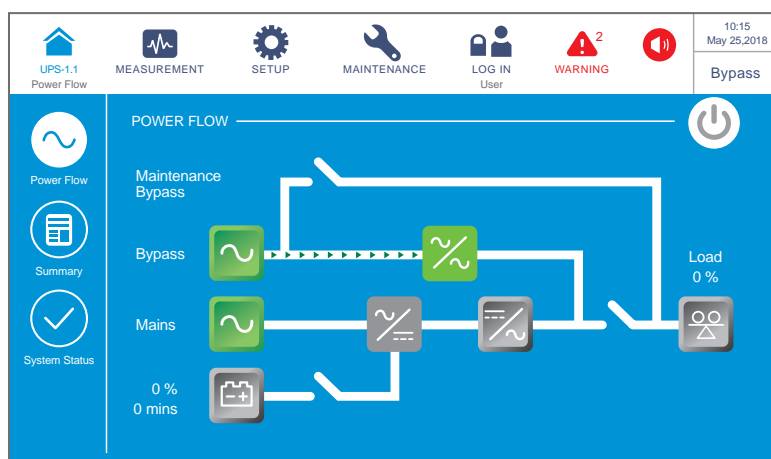 UPS-1.1
Power Flow
MEASUREMENT
SETUP
MAINTENANCE
LOG IN
User
2
WARNING
10:15
May 25,2018
Bypass
POWER FLOW
Power Flow
Summary
System Status
Maintenance
Bypass
Bypass
Load
0 %
Mains
0 %
0 mins